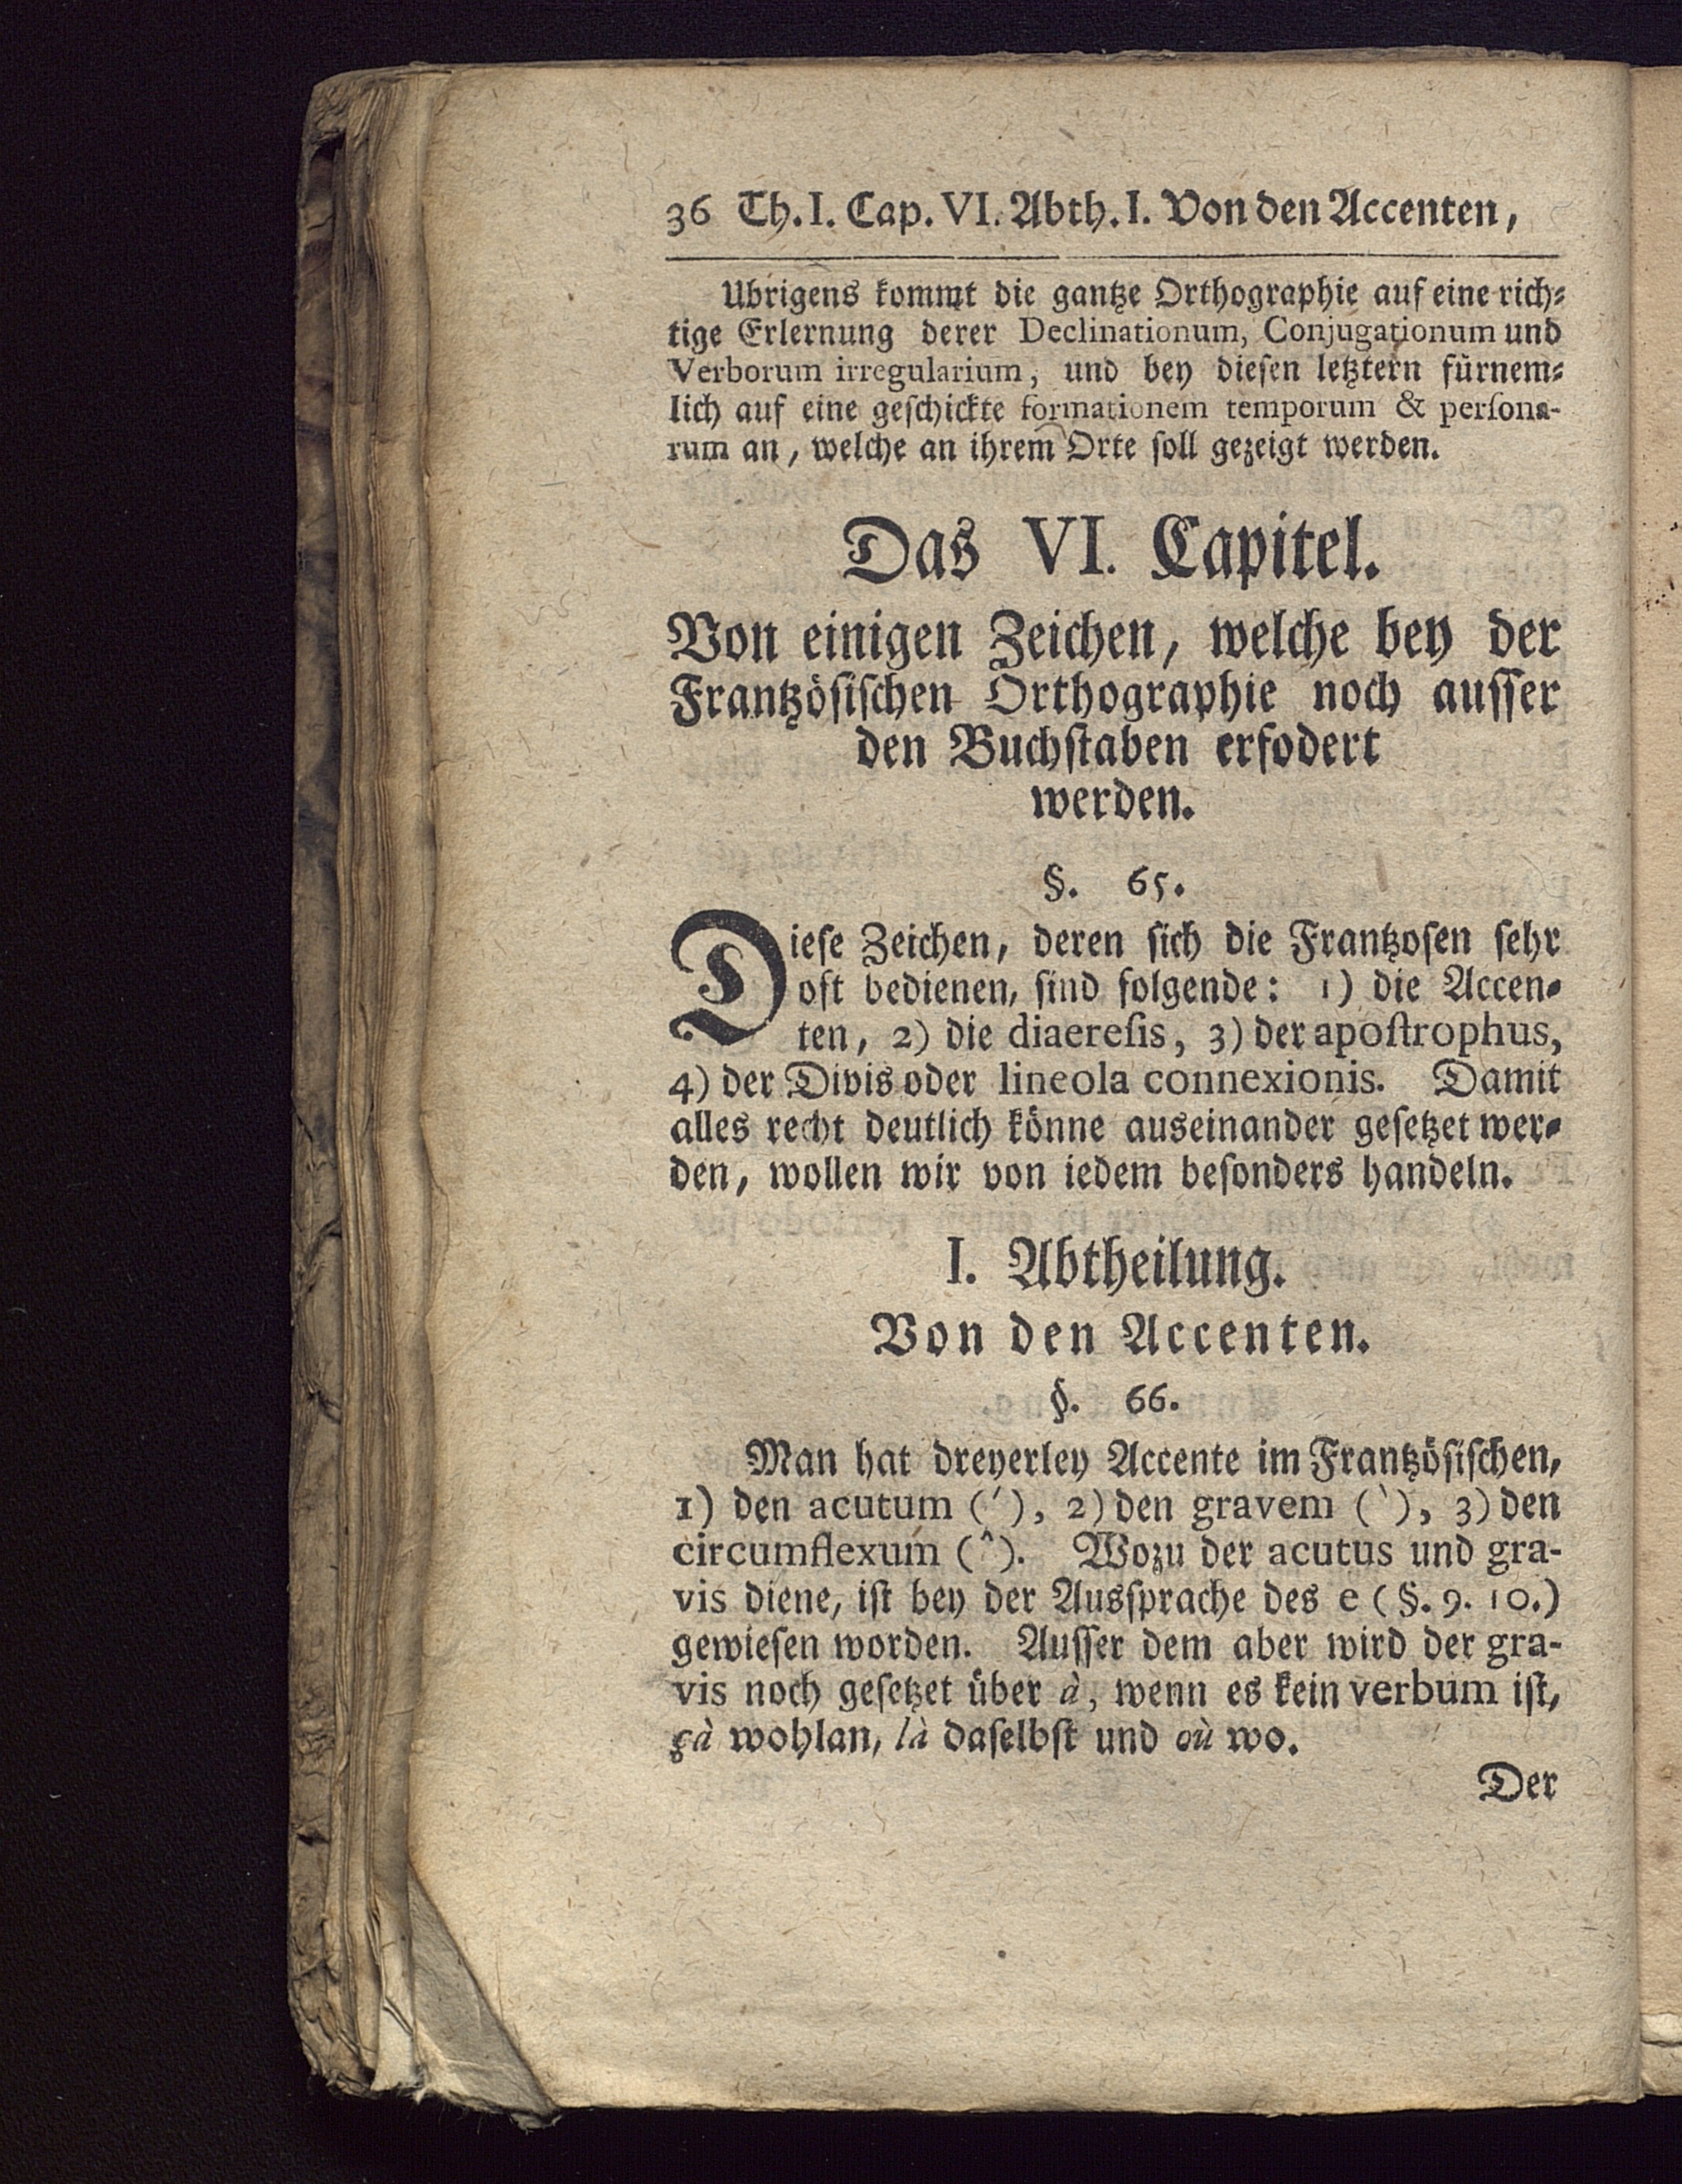 36 Th. I. Cap. VI. Abth. I. Von den Accenten,
Ubrigens kommt die gantze Orthographie auf eine rich-
tige Erlernung derer Declinationum, Conjugationum und
Verborum irregularium, und bey diesen letztern fürnem-
lich auf eine geschickte formationem temporum & persona-
rum an, welche an ihrem Orte soll gezeigt werden.
Das VI. Capitel.
Von einigen Zeichen, welche bey der
Frantzösischen Orthographie noch ausser
den Buchstaben erfodert
werden.
§. 65.
Diese Zeichen, deren sich die Frantzosen sehr
oft bedienen, sind folgende: 1) die Accen-
ten, 2) die diaeresis, 3) der apostrophus,
4) der Divis oder lineola connexionis. Damit
alles recht deutlich könne auseinander gesetzet wer-
den, wollen wir von iedem besonders handeln.
I. Abtheilung.
Von den Accenten.
§. 66.
Man hat dreyerley Accente im Frantzösischen,
1) den acutum (´), 2) den gravem (`), 3) den
circumflexum (^). Wozu der acutus und gra-
vis diene, ist bey der Aussprache des e (§. 9. 10.)
gewiesen worden. Ausser dem aber wird der gra-
vis noch gesetzet über à, wenn es kein verbum ist,
çà wohlan, là daselbst und où wo.
Der